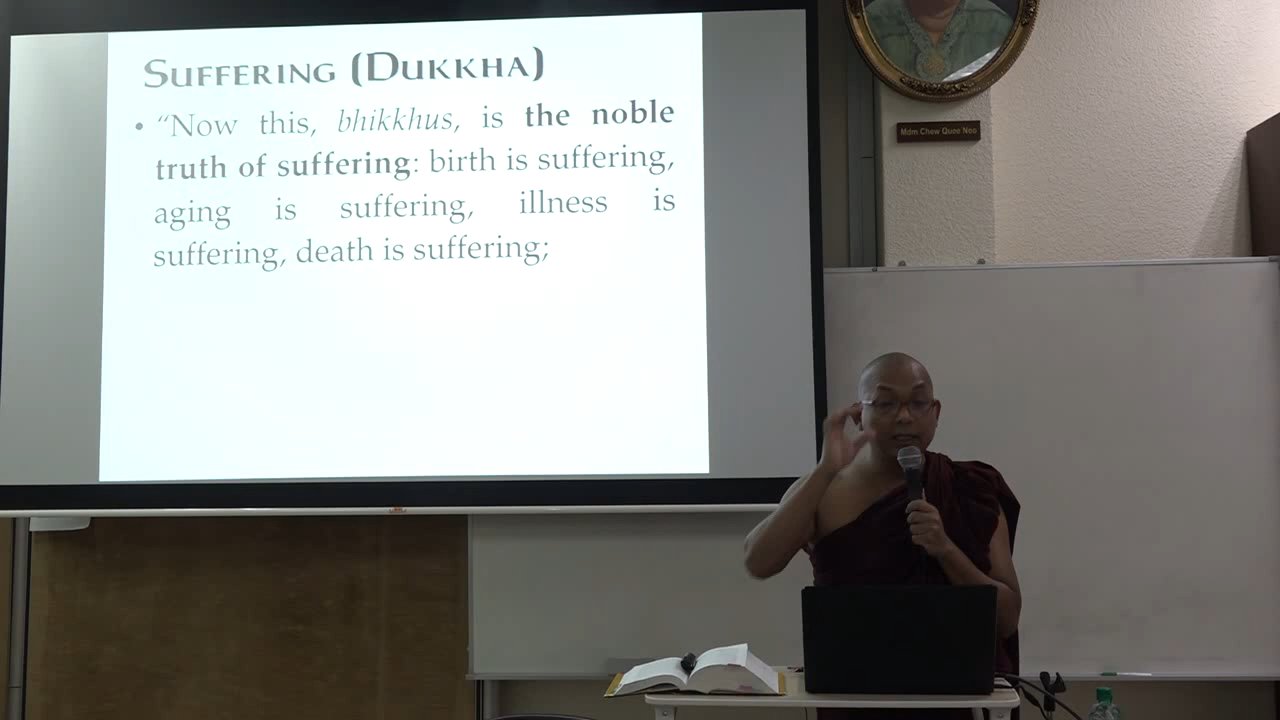 SUFFERING (DUKKHA)
• “Now this, bhikkhus, is the noble
truth of suffering: birth is suffering,
aging is suffering, illness is
suffering, death is suffering;
Mdm Chew Quee Neo